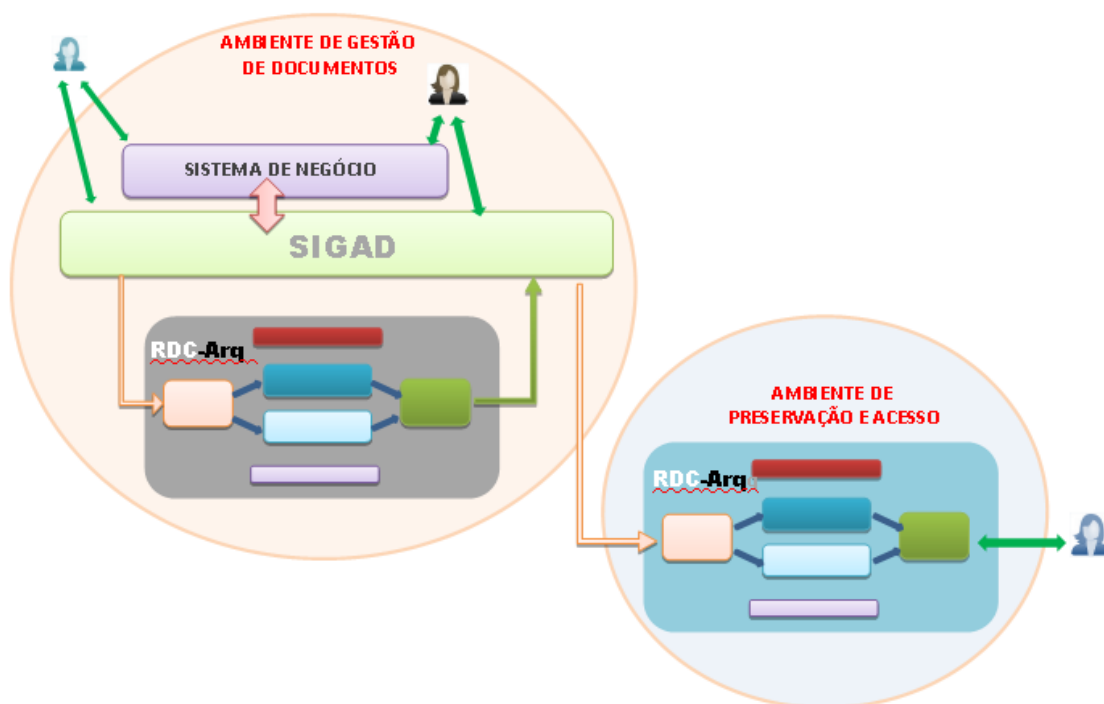 AMBIENTE DE GESTÃO
DE DOCUMENTOS
SISTEMA DE NEGÓCIO
SIGAD
RDC-Arq
AMBIENTE DE
PRESERVAÇÃO E ACESSO
RDC-Arq